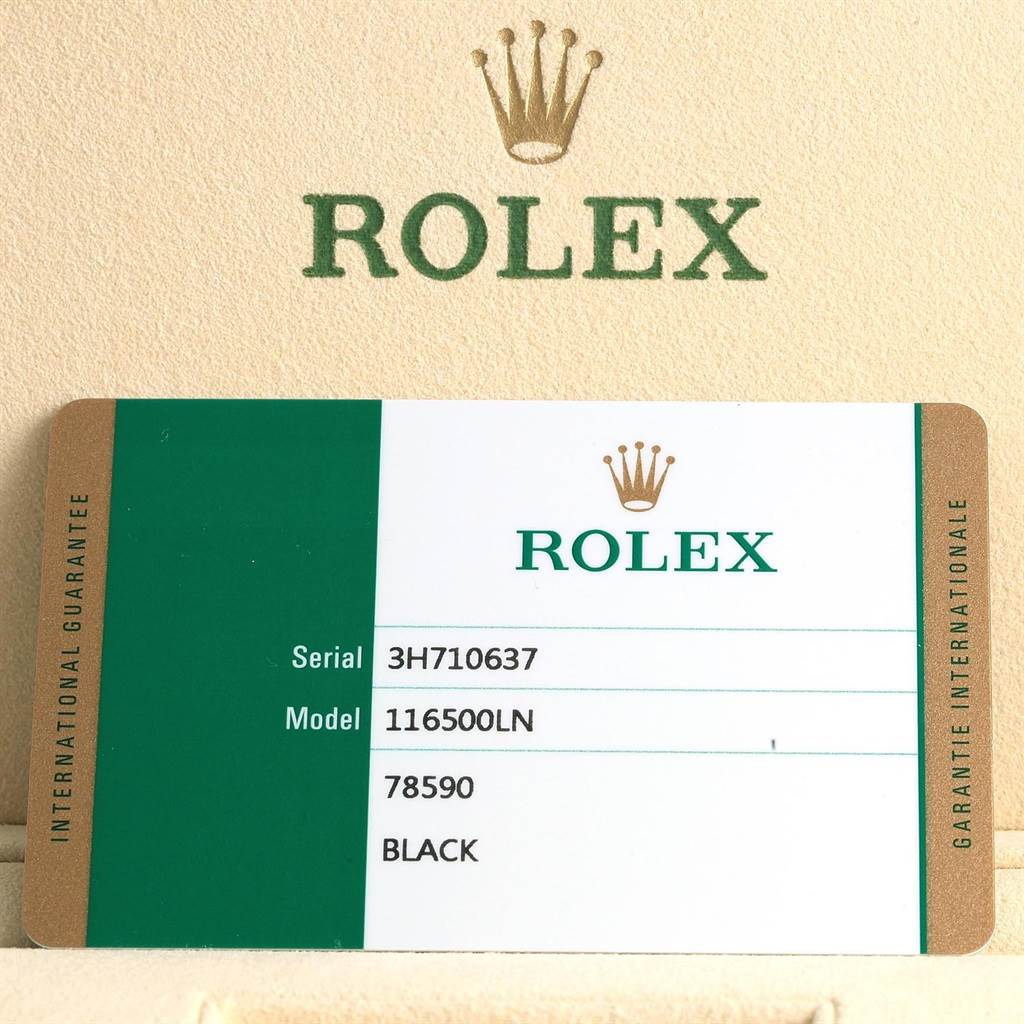 ROLEX
ROLEX
INTERNATIONAL GUARANTEE
Serial 3H710637
Model 116500LN
78590
BLACK
GARANTIE INTERNATIONALE